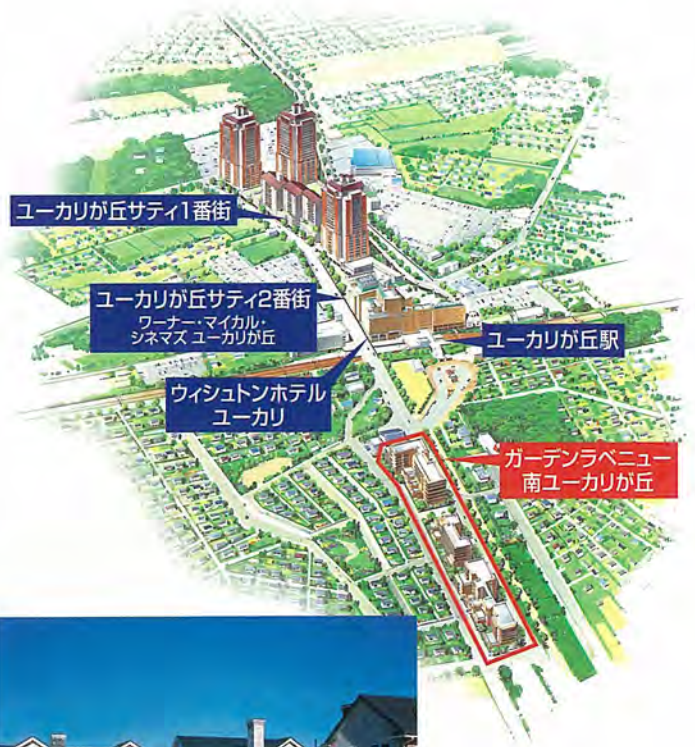 ユーカリが丘サティ1番街
ユーカリが丘サティ2番街
ワーナー・マイカル・
シネマズ ユーカリが丘
ユーカリが丘駅
ウィシュトンホテル
ユーカリ
ガーデンラベニュー
南ユーカリが丘